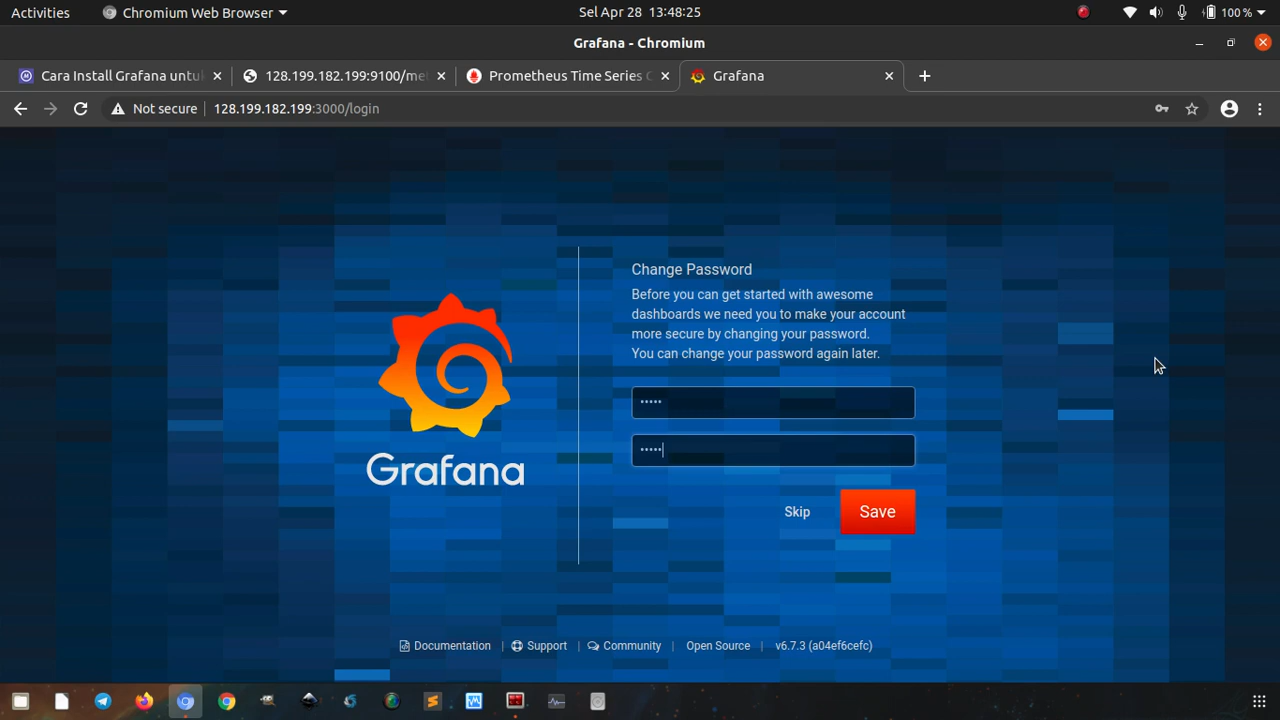 Activities
Chromium Web Browser
Sel Apr 28 13:48:25
100 %
Grafana - Chromium
Cara Install Grafana untu
128.199.182.199:9100/me
Prometheus Time Series C
Grafana
Not secure
128.199.182.199:3000/login
Change Password
Before you can get started with awesome
dashboards we need you to make your account
more secure by changing your password.
You can change your password again later.
•••••
•••••
Grafana
Skip
Save
Documentation | Support | Community | Open Source | v6.7.3 (a04ef6cefc)